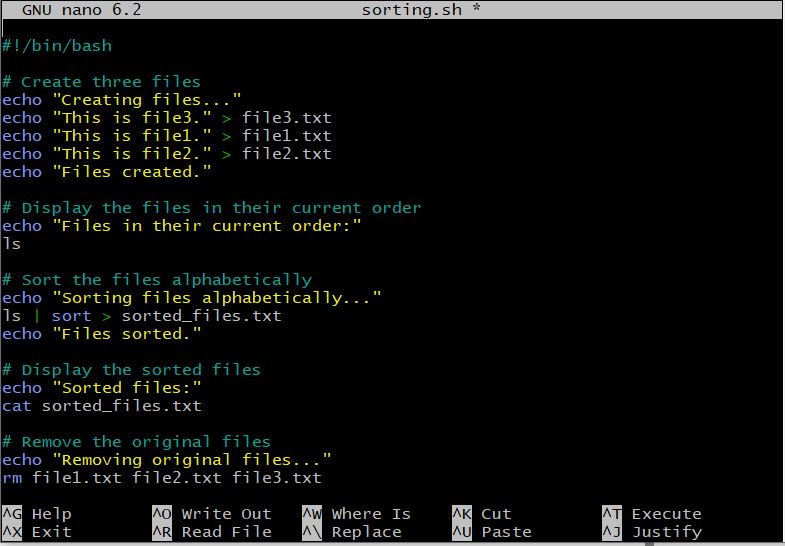 GNU nano 6.2 sorting.sh *
#!/bin/bash
# Create three files
echo "Creating files..."
echo "This is file3." > file3.txt
echo "This is file1." > file1.txt
echo "This is file2." > file2.txt
echo "Files created."
# Display the files in their current order
echo "Files in their current order:"
ls
# Sort the files alphabetically
echo "Sorting files alphabetically..."
ls | sort > sorted_files.txt
echo "Files sorted."
# Display the sorted files
echo "Sorted files:"
cat sorted_files.txt
# Remove the original files
echo "Removing original files..."
rm file1.txt file2.txt file3.txt
^G Help ^O Write Out ^W Where Is ^K Cut ^T Execute
^X Exit ^R Read File ^\ Replace ^U Paste ^J Justify